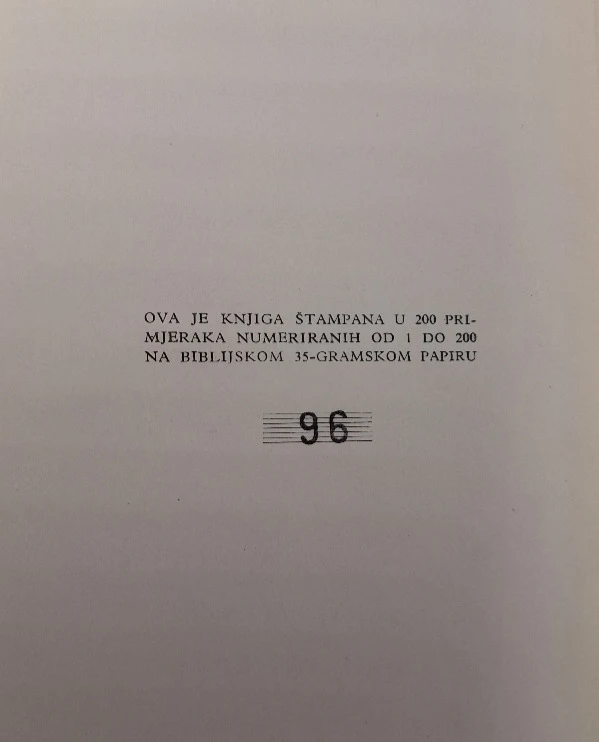 OVA JE KNJIGA ŠTAMPANA U 200 PRI-
MJERAKA NUMERIRANIH OD 1 DO 200
NA BIBLIJSKOM 35-GRAMSKOM PAPIRU
96